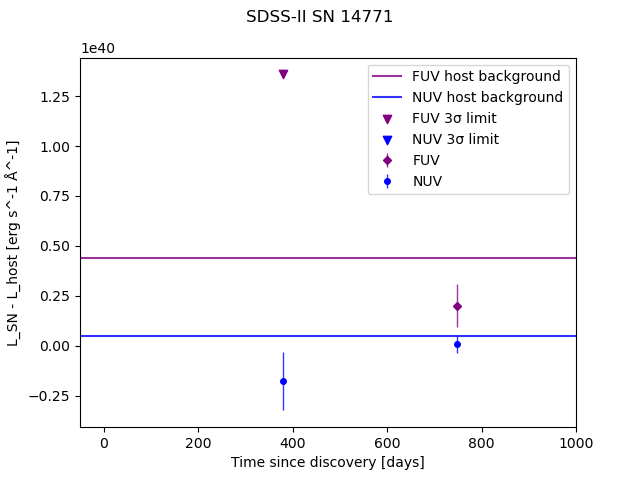 SDSS-II SN 14771
1e40
FUV host background
NUV host background
FUV 3σ limit
NUV 3σ limit
FUV
NUV
1.25
1.00
0.75
0.50
0.25
0.00
−0.25
L_SN - L_host [erg s^-1 Å^-1]
0 200 400 600 800 1000
Time since discovery [days]